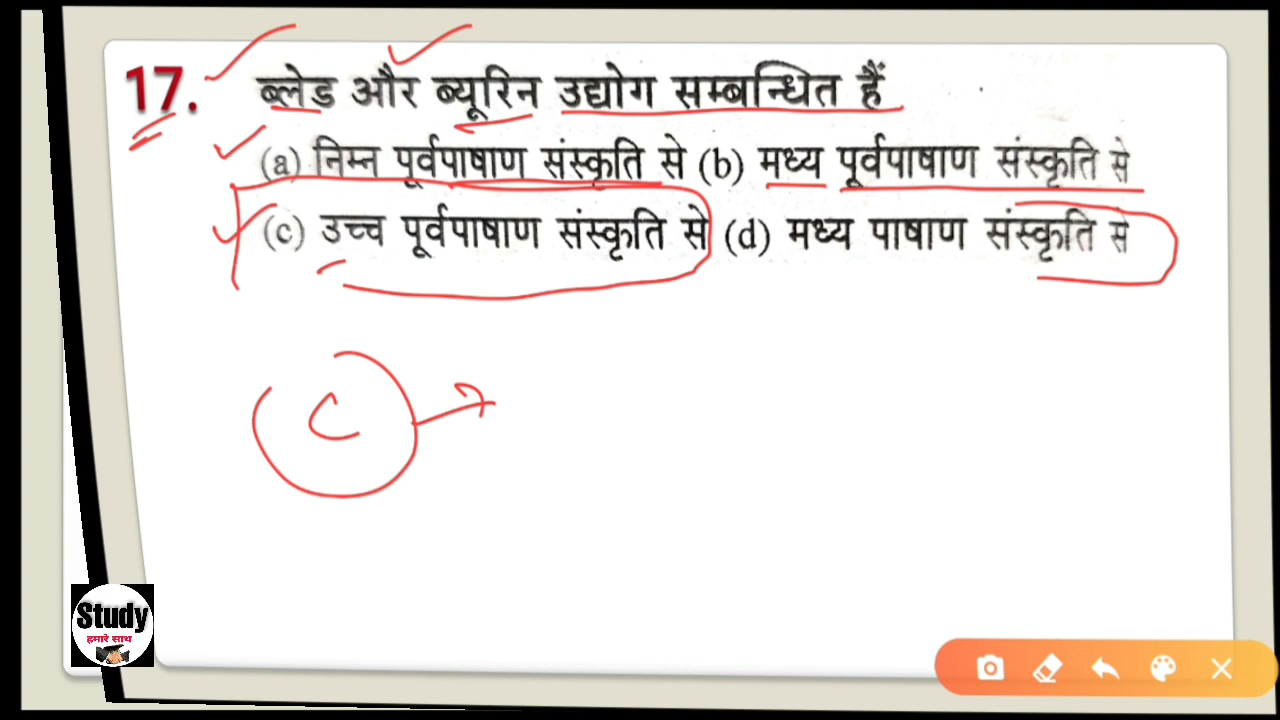 17. ब्लेड और ब्यूरिन उद्योग सम्बन्धित हैं
(a) निम्न पूर्वपाषाण संस्कृति से (b) मध्य पूर्वपाषाण संस्कृति से
(c) उच्च पूर्वपाषाण संस्कृति से (d) मध्य पाषाण संस्कृति से
C
Study
हमारे साथ